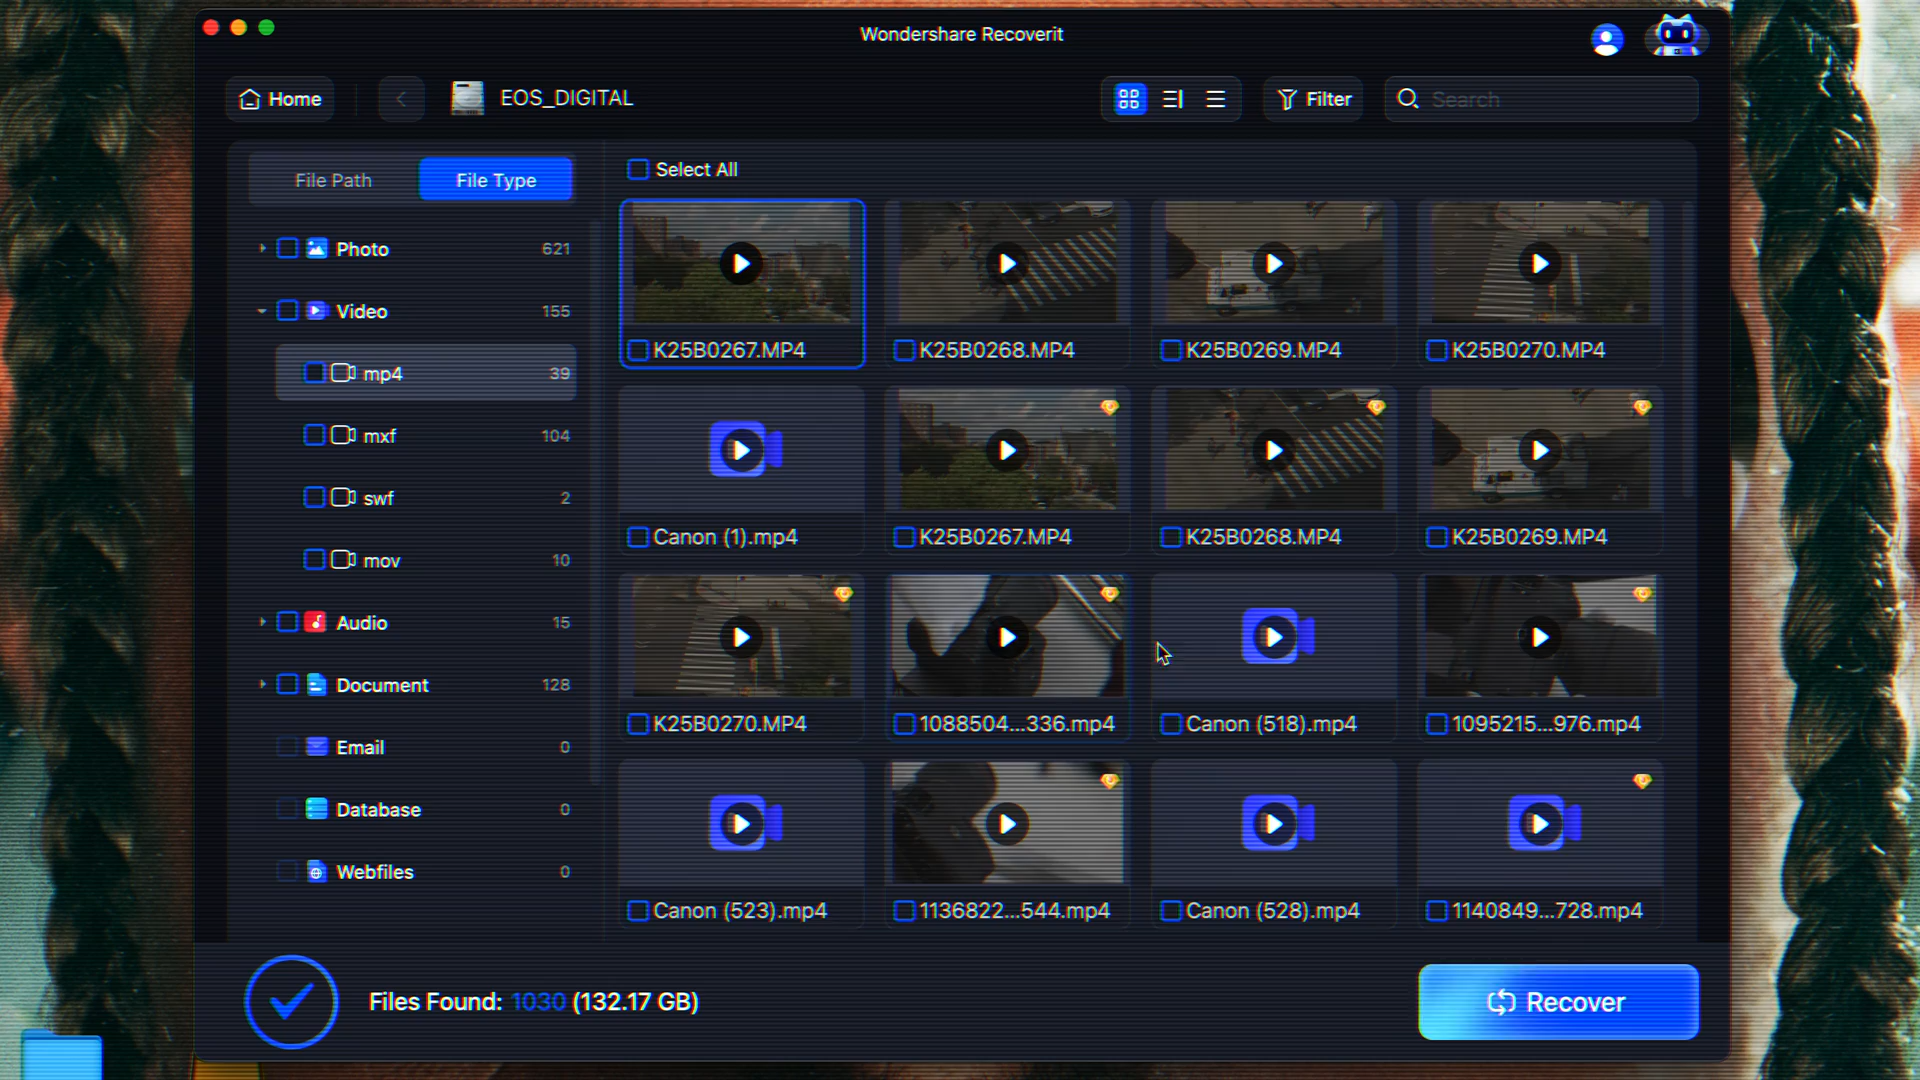 Wondershare Recoverit
Home
EOS_DIGITAL
Filter
Search
File Path
File Type
Photo 621
Video 155
mp4 39
mxf 104
swf 2
mov 10
Audio 15
Document 128
Email 0
Database 0
Webfiles 0
Select All
K25B0267.MP4
K25B0268.MP4
K25B0269.MP4
K25B0270.MP4
Canon (1).mp4
K25B0267.MP4
K25B0268.MP4
K25B0269.MP4
K25B0270.MP4
1088504...336.mp4
Canon (518).mp4
1095215...976.mp4
Canon (523).mp4
1136822...544.mp4
Canon (528).mp4
1140849...728.mp4
Files Found: 1030 (132.17 GB)
Recover